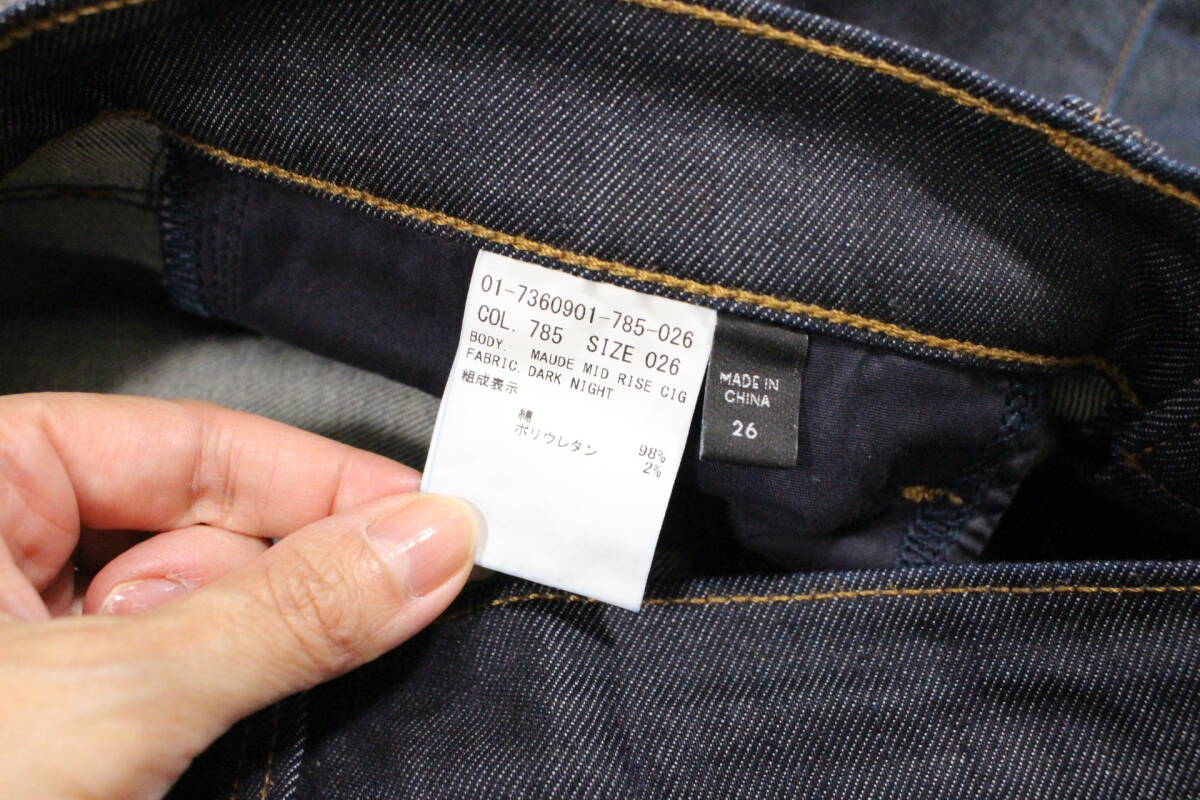 01-7360901-785-026
COL. 785 SIZE 026
BODY. MAUDE MID RISE CIG
FABRIC. DARK NIGHT
組成表示
綿 98%
ポリウレタン 2%
MADE IN
CHINA
26